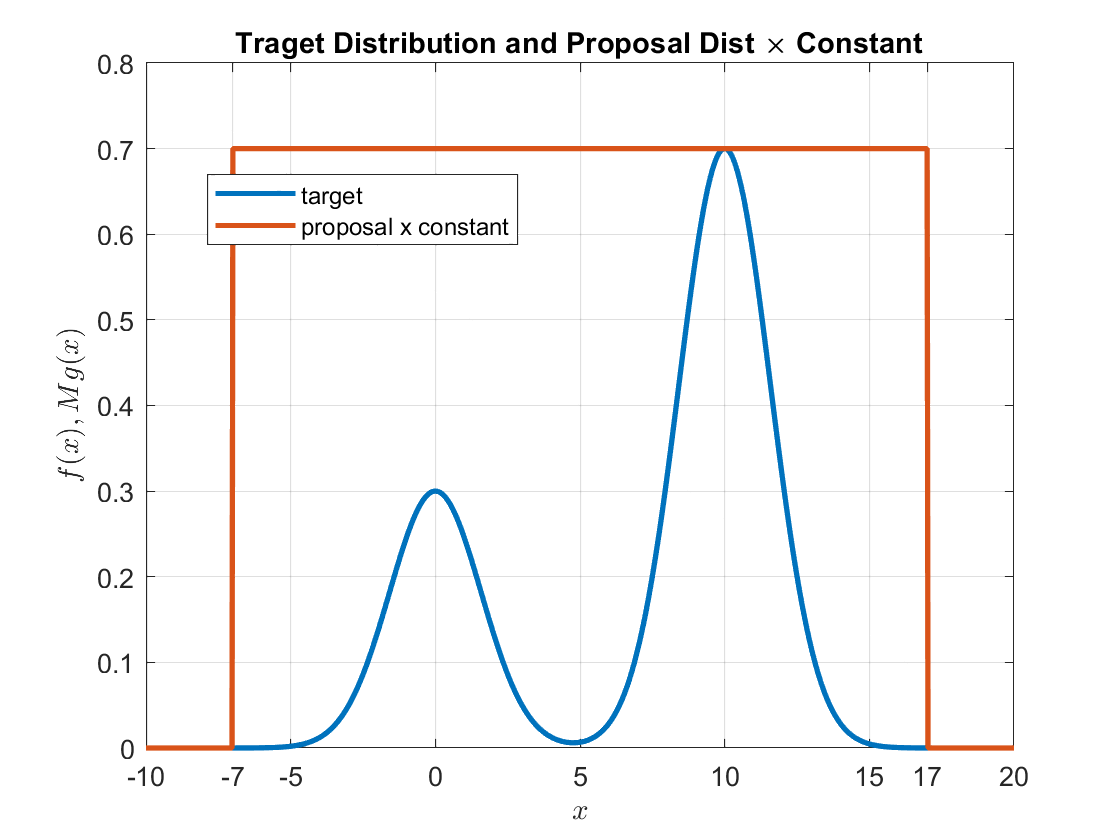 Traget Distribution and Proposal Dist × Constant
0.8
0.7
0.6
0.5
0.4
0.3
0.2
0.1
0
f(x), Mg(x)
target
proposal x constant
-10 -7 -5 0 5 10 15 17 20
x